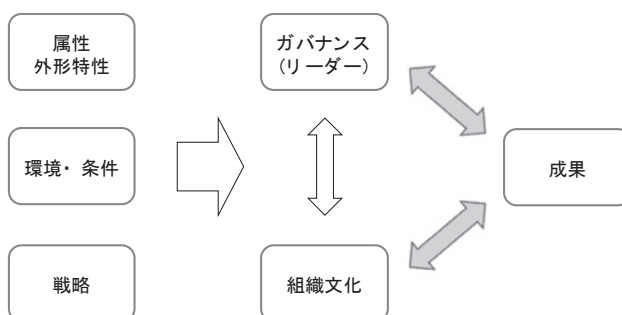 属性
外形特性
ガバナンス
(リーダー)
環境・ 条件
成果
戦略
組織文化